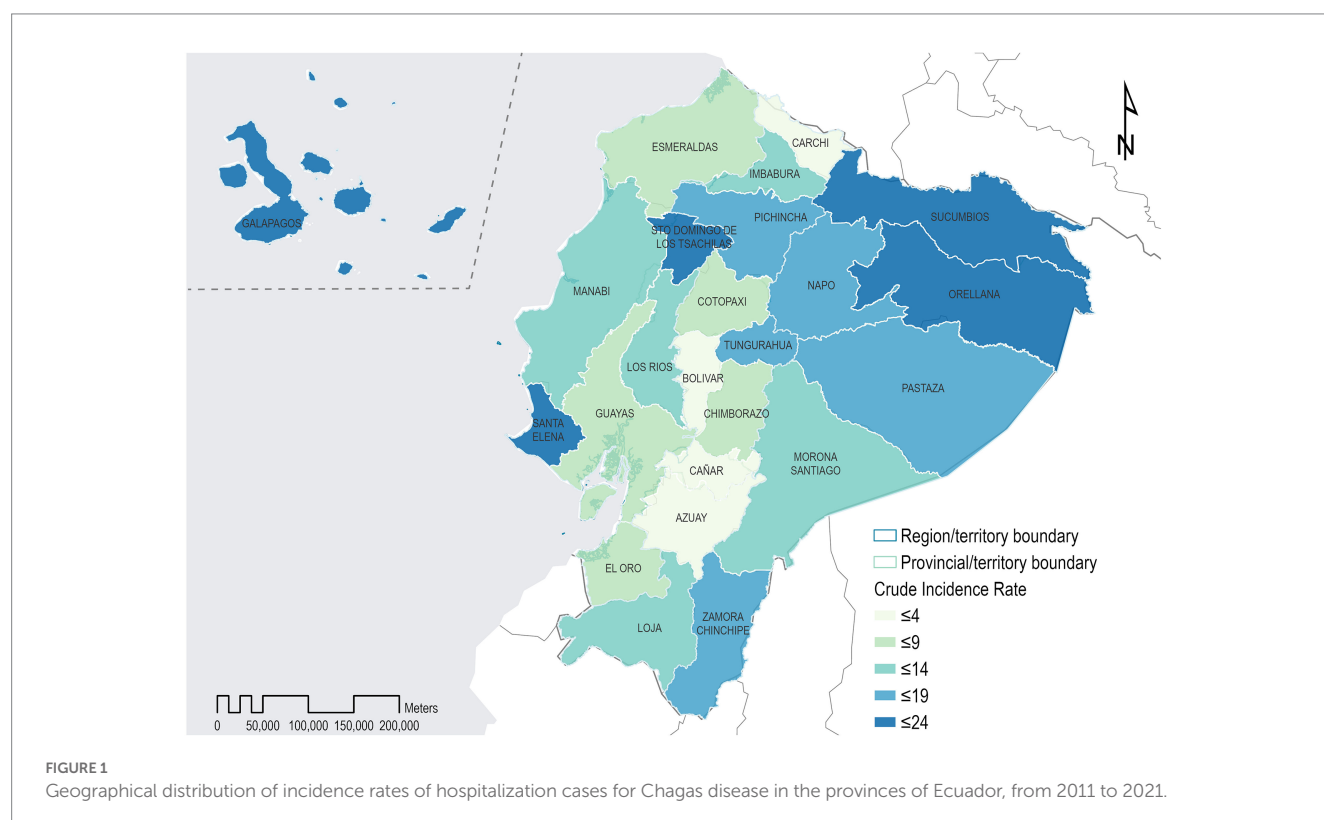 CARCHI
ESMERALDAS
IMBABURA
N
GALAPAGOS
PICHINCHA
SUCUMBIOS
STO DOMINGO DE
LOS TSACHILAS
MANABI
COTOPAXI
NAPO
ORELLANA
TUNGURAHUA
LOS RIOS
BOLIVAR
PASTAZA
GUAYAS
CHIMBORAZO
SANTA
ELENA
MORONA
SANTIAGO
CAÑAR
AZUAY
EL ORO
ZAMORA
CHINCHIPE
LOJA
Region/territory boundary
Provincial/territory boundary
Crude Incidence Rate
≤4
≤9
≤14
≤19
≤24
Meters
0 50,000 100,000 150,000 200,000
FIGURE 1
Geographical distribution of incidence rates of hospitalization cases for Chagas disease in the provinces of Ecuador, from 2011 to 2021.